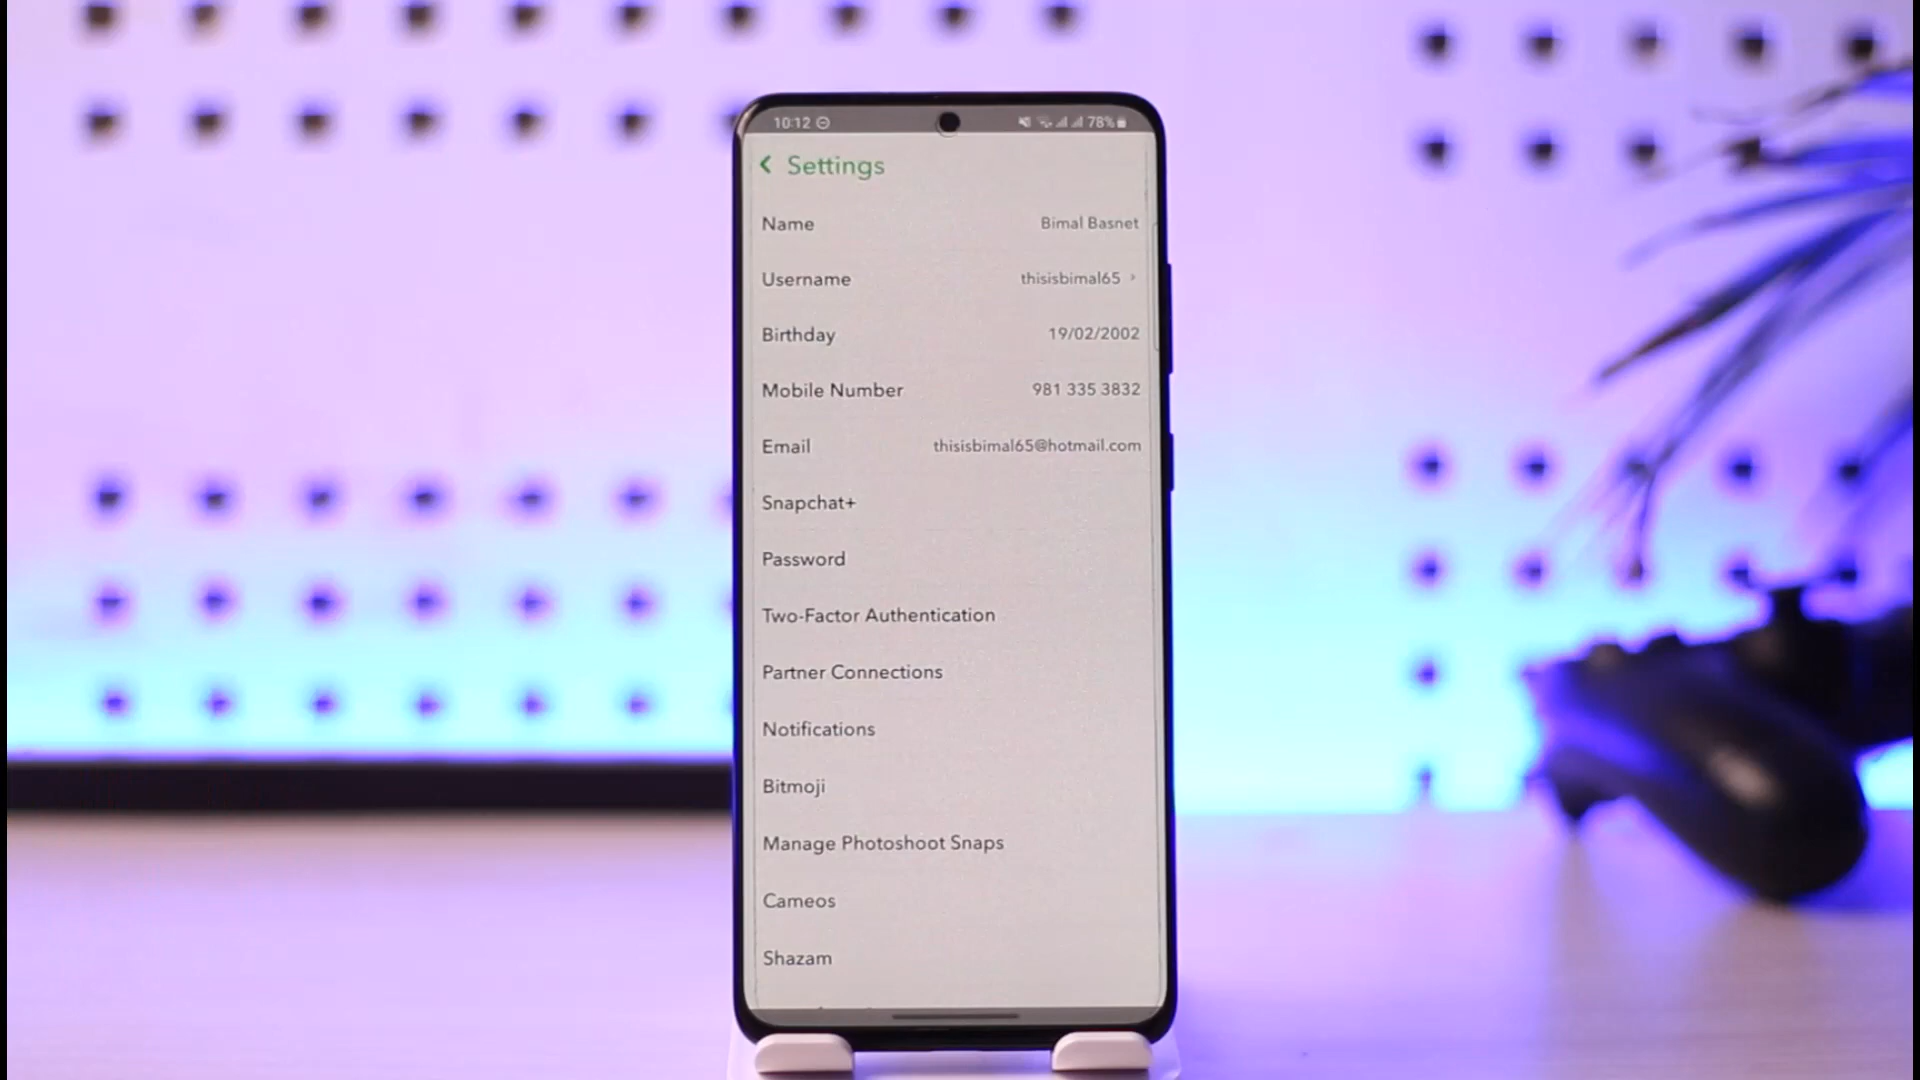 10:12 78%
Settings
Name Bimal Basnet
Username thisisbimal65
Birthday 19/02/2002
Mobile Number 981 335 3832
Email thisisbimal65@hotmail.com
Snapchat+
Password
Two-Factor Authentication
Partner Connections
Notifications
Bitmoji
Manage Photoshoot Snaps
Cameos
Shazam